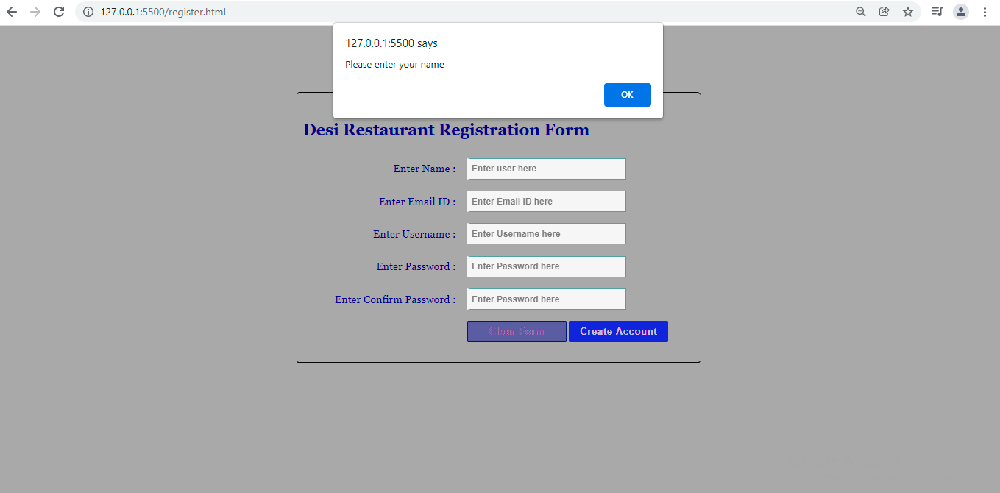 127.0.0.1:5500/register.html
127.0.0.1:5500 says
Please enter your name
OK
Desi Restaurant Registration Form
Enter Name : Enter user here
Enter Email ID : Enter Email ID here
Enter Username : Enter Username here
Enter Password : Enter Password here
Enter Confirm Password : Enter Password here
Clear Form Create Account